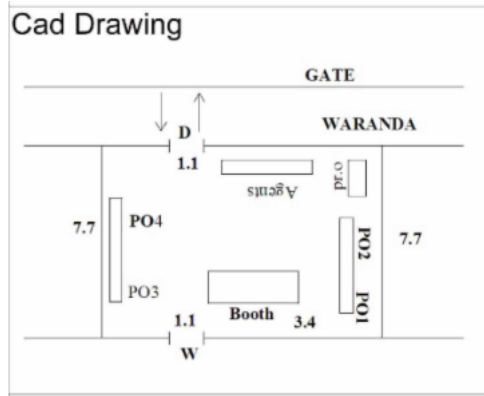 Cad Drawing
GATE
WARANDA
D
1.1
Agents
pr.o
PO4
7.7
PO2
7.7
PO3
PO1
Booth
1.1
3.4
W